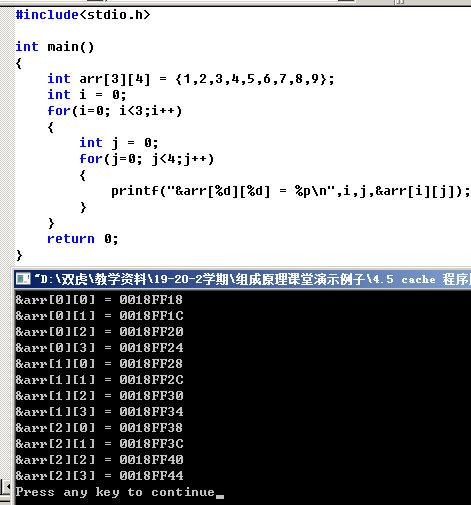 #include<stdio.h>
int main()
{
int arr[3][4] = {1,2,3,4,5,6,7,8,9};
int i = 0;
for(i=0; i<3;i++)
{
int j = 0;
for(j=0; j<4;j++)
{
printf("&arr[%d][%d] = %p\n",i,j,&arr[i][j]);
}
}
return 0;
}
"D:\双虎\教学资料\19-20-2学期\组成原理课堂演示例子\4.5 cache 程序
&arr[0][0] = 0018FF18
&arr[0][1] = 0018FF1C
&arr[0][2] = 0018FF20
&arr[0][3] = 0018FF24
&arr[1][0] = 0018FF28
&arr[1][1] = 0018FF2C
&arr[1][2] = 0018FF30
&arr[1][3] = 0018FF34
&arr[2][0] = 0018FF38
&arr[2][1] = 0018FF3C
&arr[2][2] = 0018FF40
&arr[2][3] = 0018FF44
Press any key to continue_